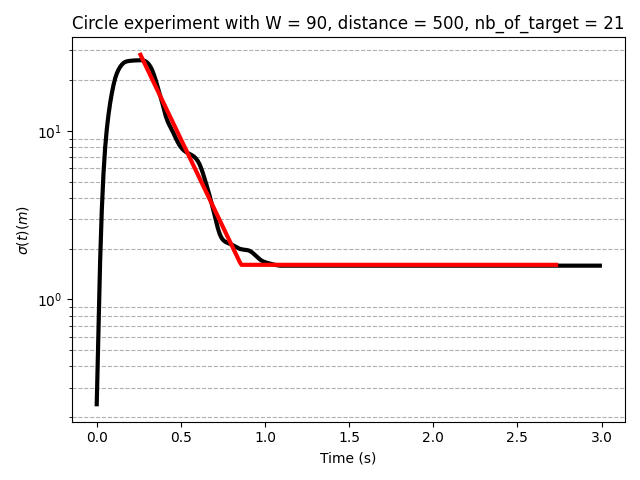 Circle experiment with W = 90, distance = 500, nb_of_target = 21
σ(t)(m)
10¹
10⁰
0.0 0.5 1.0 1.5 2.0 2.5 3.0
Time (s)